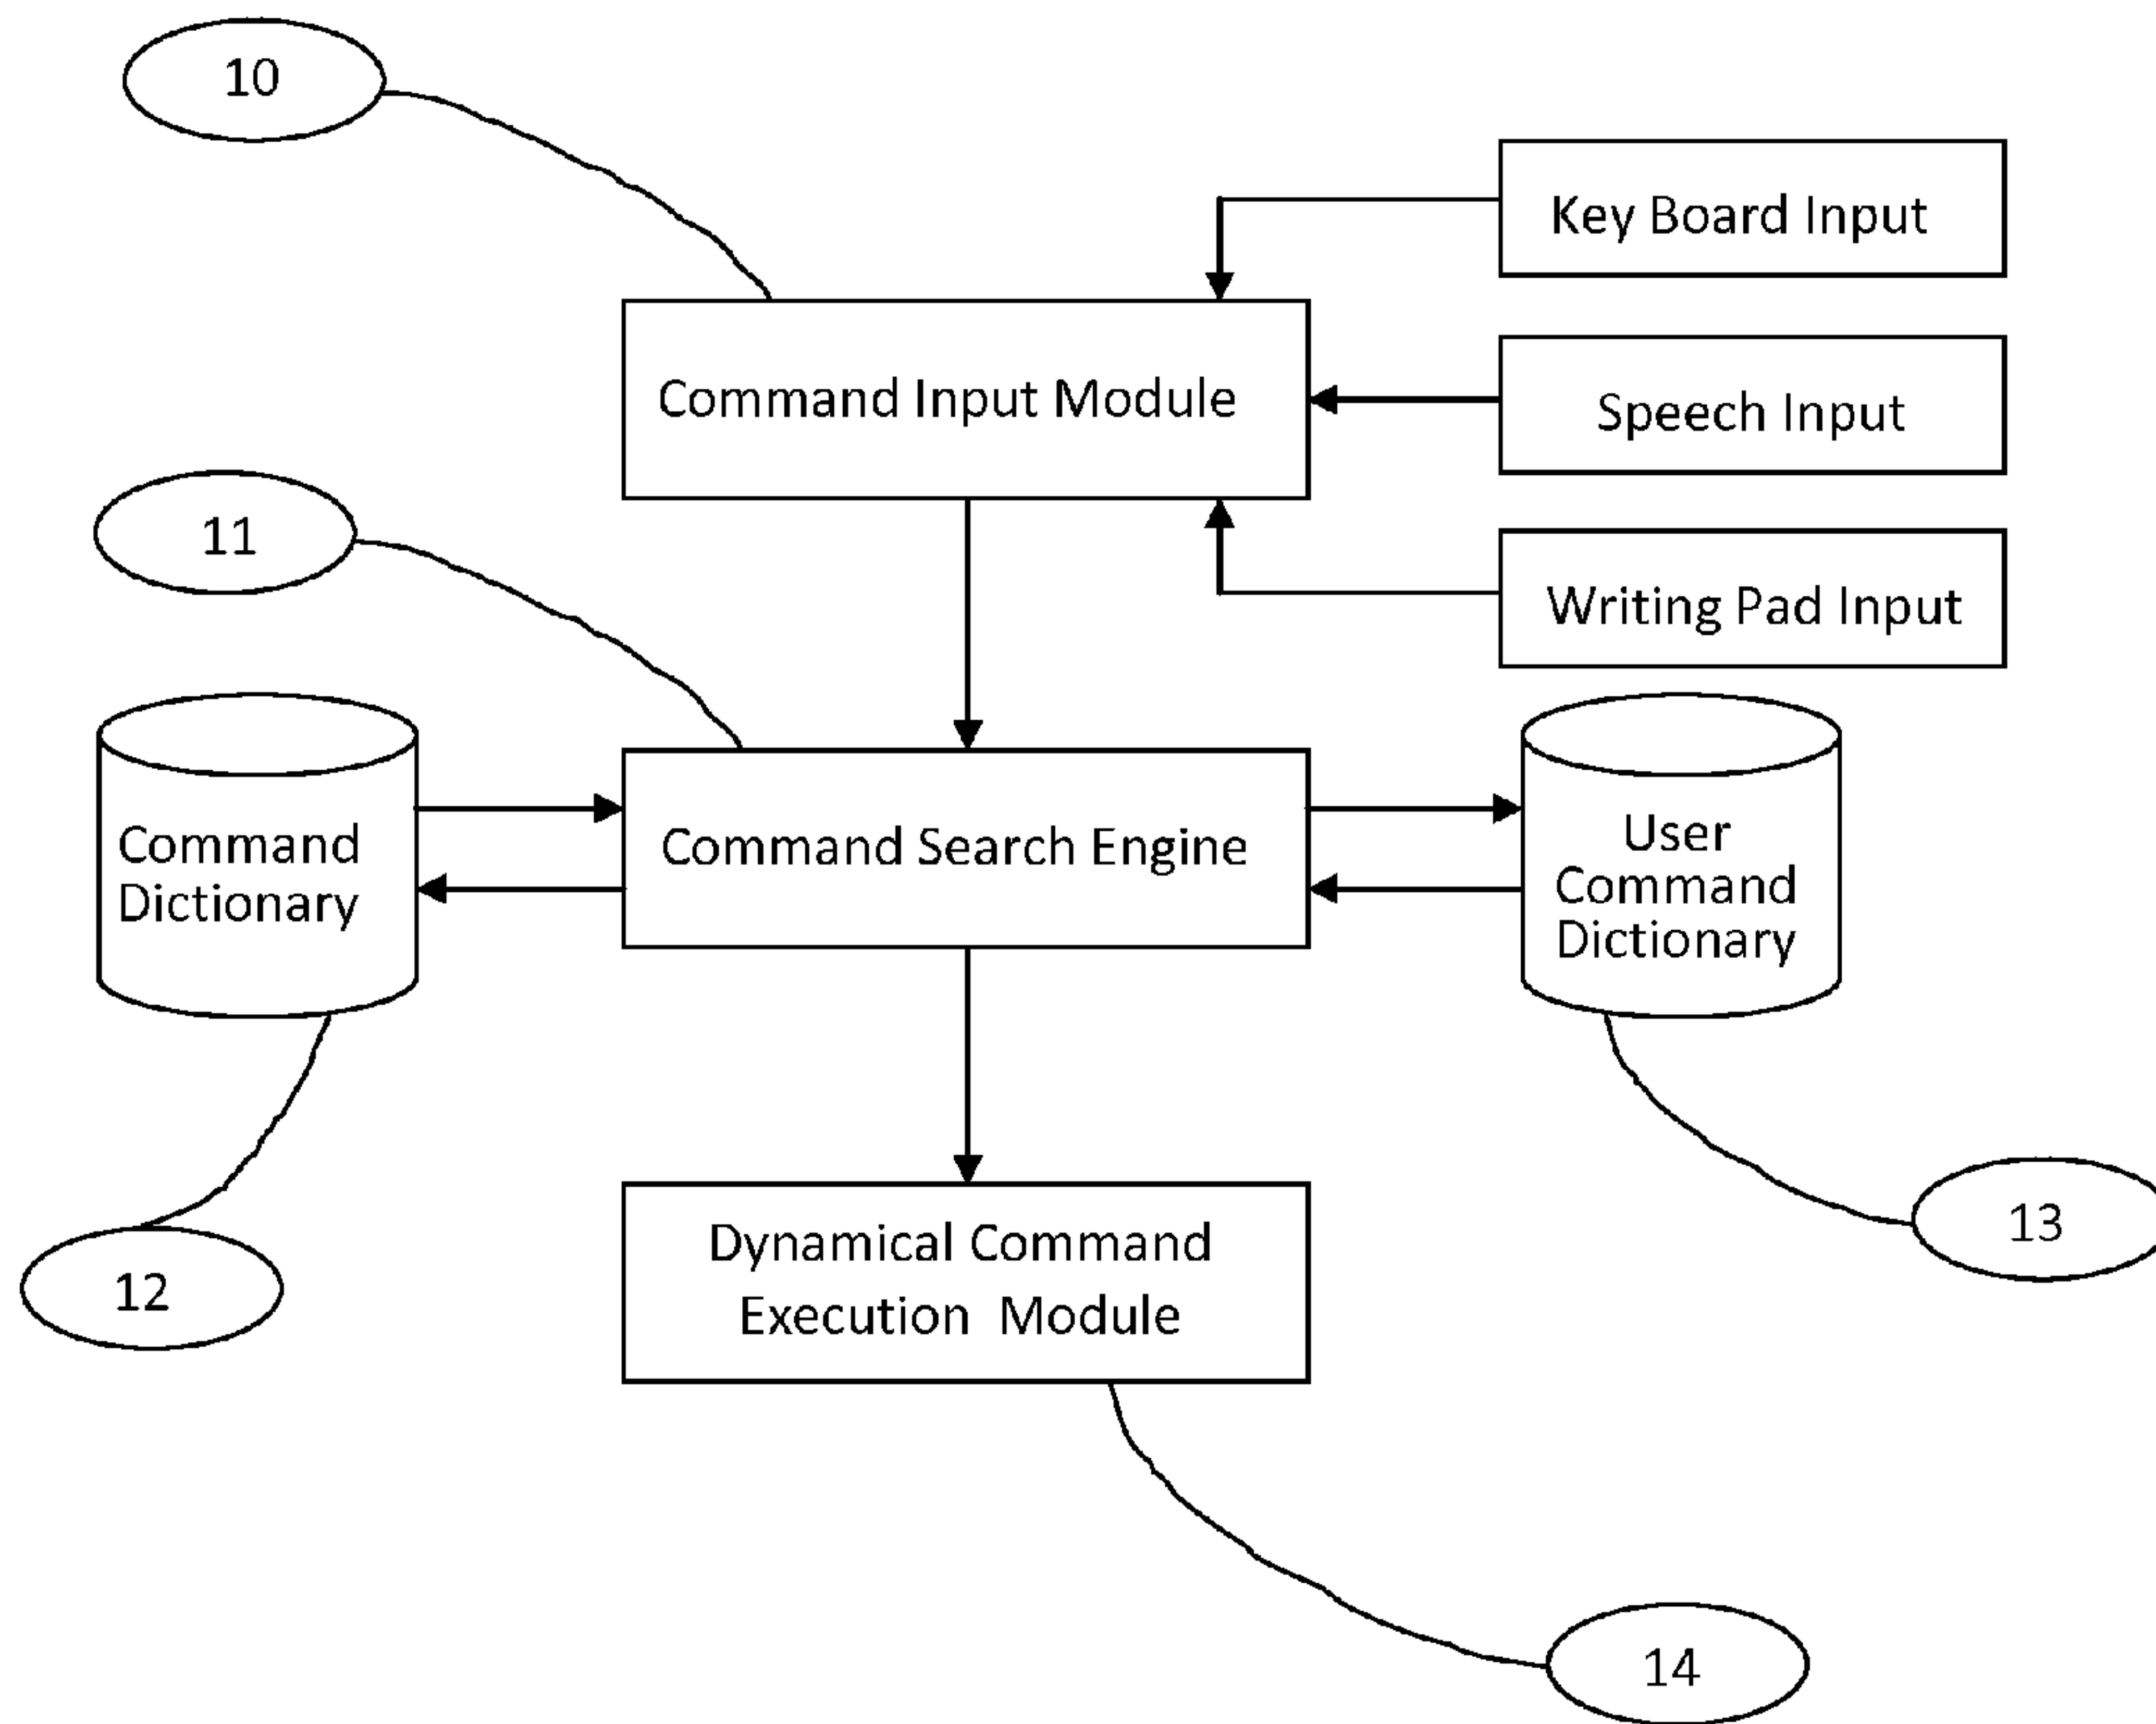 10
Key Board Input
Command Input Module
Speech Input
11
Writing Pad Input
Command
Dictionary
Command Search Engine
User
Command
Dictionary
Dynamical Command
Execution Module
12
13
14